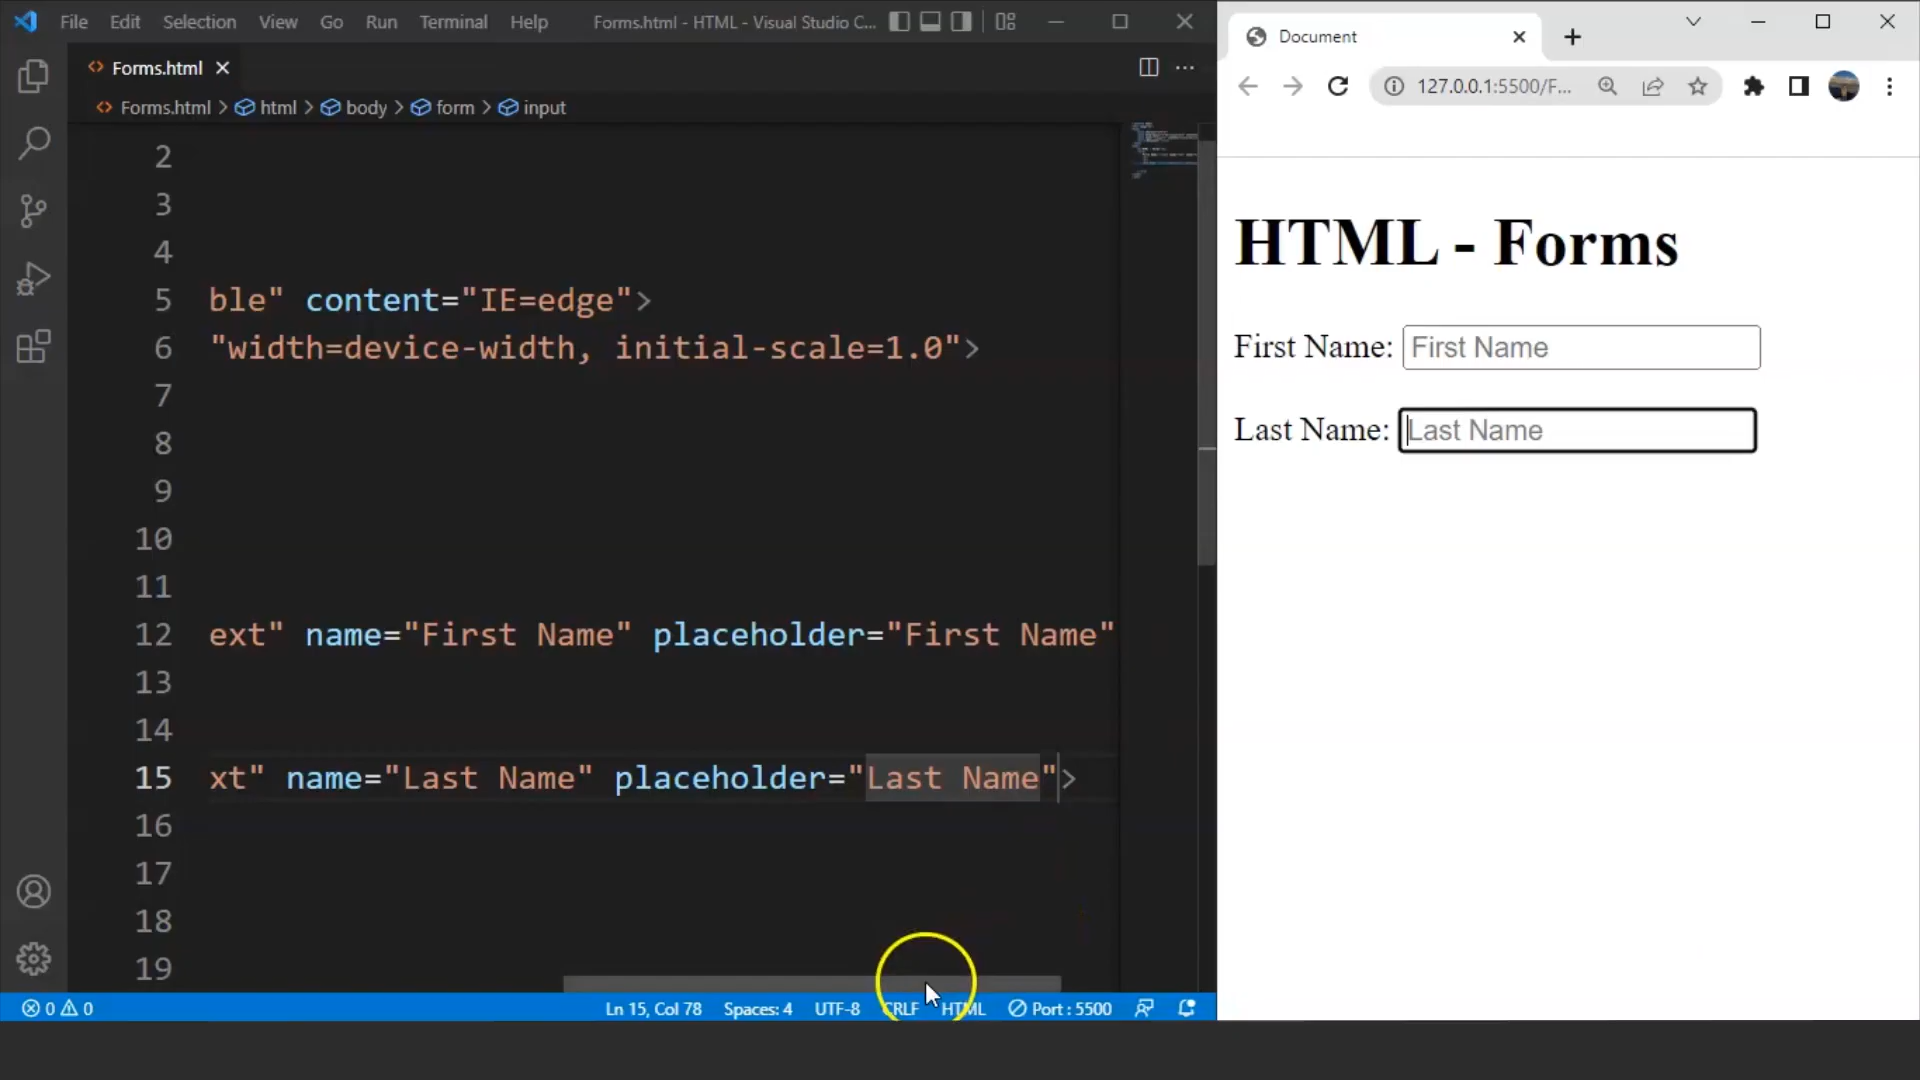 File Edit Selection View Go Run Terminal Help Forms.html - HTML - Visual Studio C...
Forms.html
Forms.html > html > body > form > input
2
3
4
5 ble" content="IE=edge">
6 "width=device-width, initial-scale=1.0">
7
8
9
10
11
12 ext" name="First Name" placeholder="First Name"
13
14
15 xt" name="Last Name" placeholder="Last Name">
16
17
18
19
0 0 Ln 15, Col 78 Spaces: 4 UTF-8 CRLF HTML Port : 5500
Document
127.0.0.1:5500/F...
HTML - Forms
First Name: First Name
Last Name: Last Name